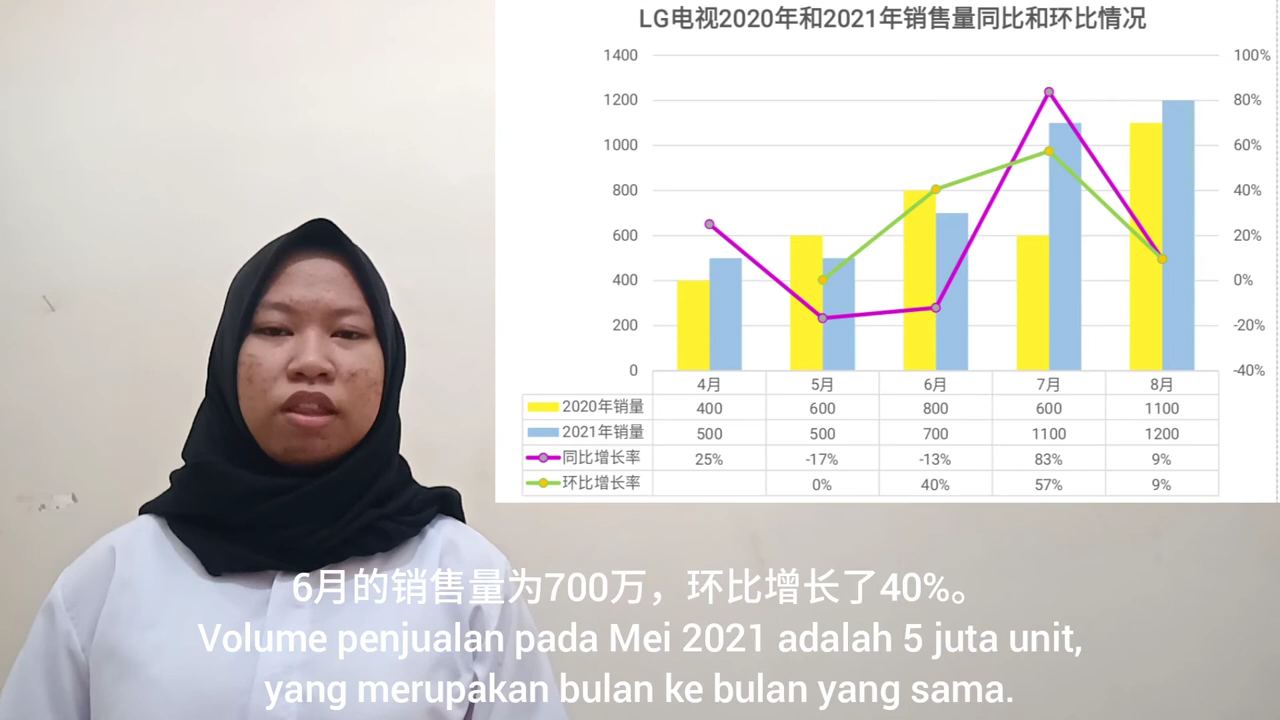 LG电视2020年和2021年销售量同比和环比情况
1400 100%
1200 80%
1000 60%
800 40%
600 20%
400 0%
200 -20%
0 -40%
4月 5月 6月 7月 8月
2020年销量 400 600 800 600 1100
2021年销量 500 500 700 1100 1200
同比增长率 25% -17% -13% 83% 9%
环比增长率 0% 40% 57% 9%
6月的销售量为700万，环比增长了40%。
Volume penjualan pada Mei 2021 adalah 5 juta unit,
yang merupakan bulan ke bulan yang sama.